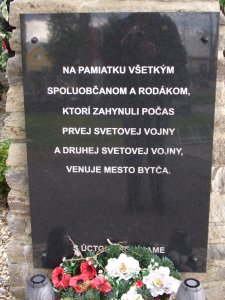 NA PAMIATKU VŠETKÝM
SPOLUOBČANOM A RODÁKOM,
KTORÍ ZAHYNULI POČAS
PRVEJ SVETOVEJ VOJNY
A DRUHEJ SVETOVEJ VOJNY,
VENUJE MESTO BYTČA.
S ÚCTOU